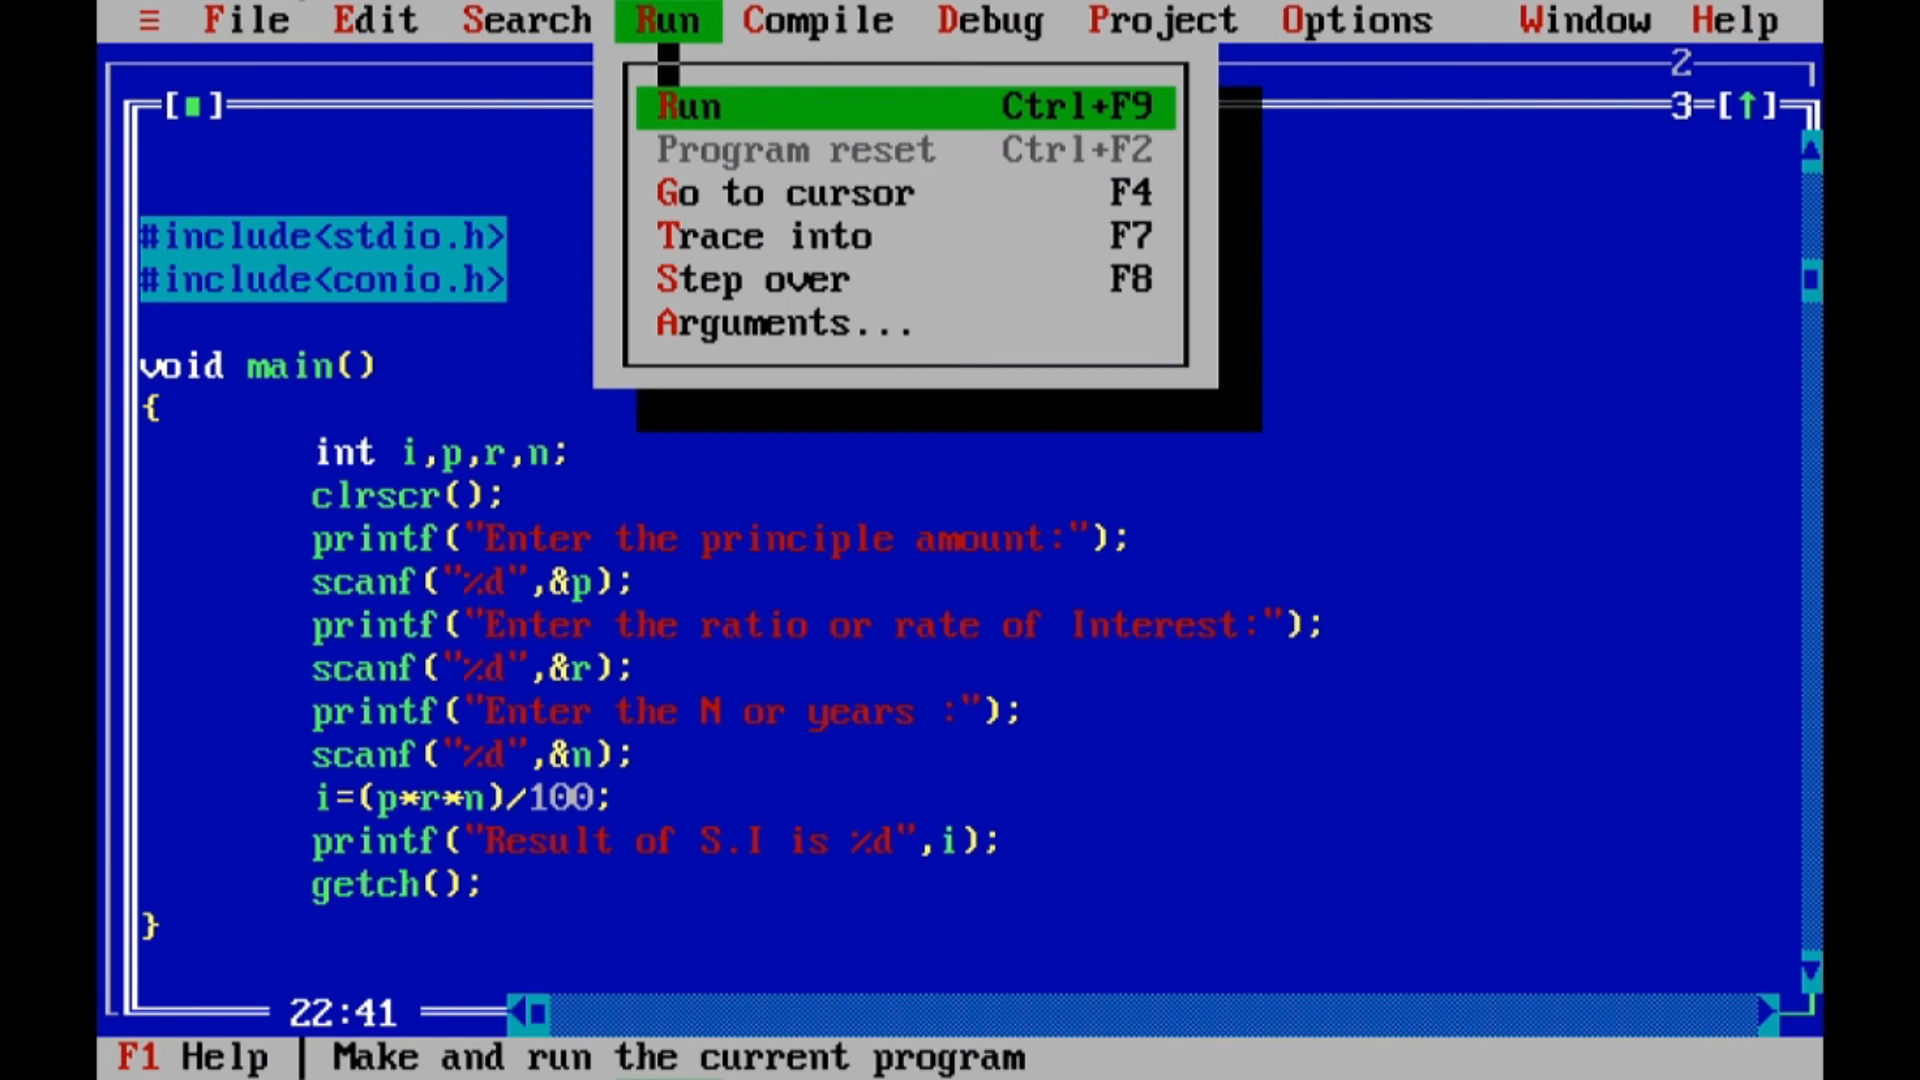 ≡ File Edit Search Run Compile Debug Project Options Window Help
2
[■] 3=[↑]
Run Ctrl+F9
Program reset Ctrl+F2
Go to cursor F4
Trace into F7
Step over F8
Arguments...
#include<stdio.h>
#include<conio.h>
void main()
{
int i,p,r,n;
clrscr();
printf("Enter the principle amount:");
scanf("%d",&p);
printf("Enter the ratio or rate of Interest:");
scanf("%d",&r);
printf("Enter the N or years :");
scanf("%d",&n);
i=(p*r*n)/100;
printf("Result of S.I is %d",i);
getch();
}
22:41
F1 Help | Make and run the current program